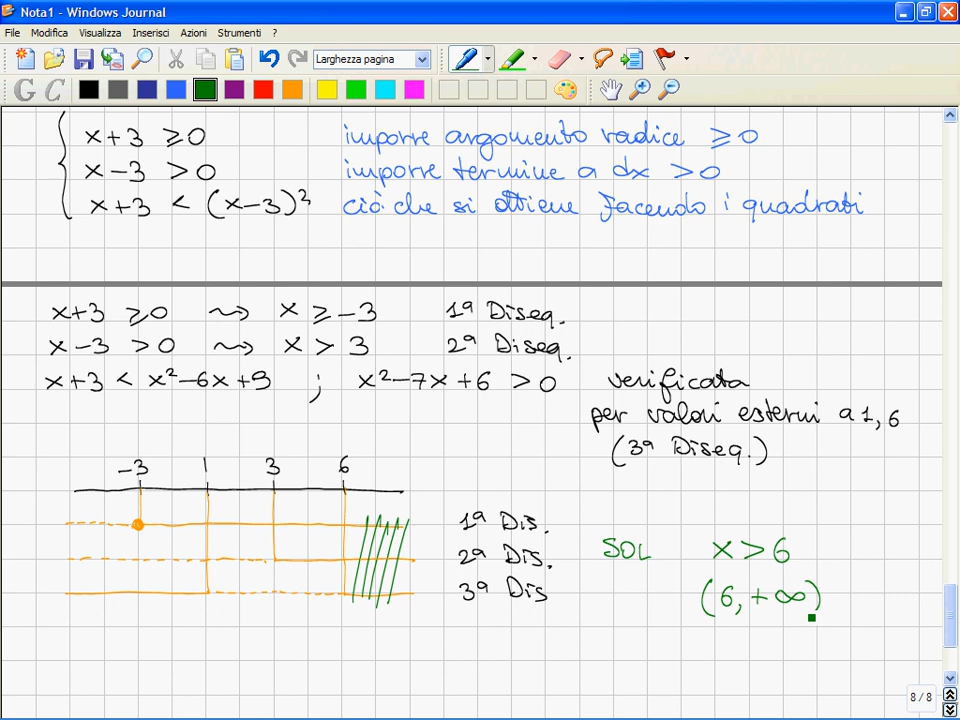 Nota1 - Windows Journal
File Modifica Visualizza Inserisci Azioni Strumenti ?
Larghezza pagina
G C
x+3 ≥0 imporre argomento radice ≥0
x-3 >0 imporre termine a dx >0
x+3 < (x-3)² ciò che si ottiene facendo i quadrati
x+3 ≥0 ⤳ x ≥ -3 1ª Diseq.
x-3 >0 ⤳ x > 3 2ª Diseq.
x+3 < x²-6x+9 ; x²-7x+6 >0 verificata
per valori esterni a 1,6
(3ª Diseq.)
-3 1 3 6
1ª Dis.
2ª Dis.
3ª Dis
SOL x>6
(6,+∞)
8 / 8